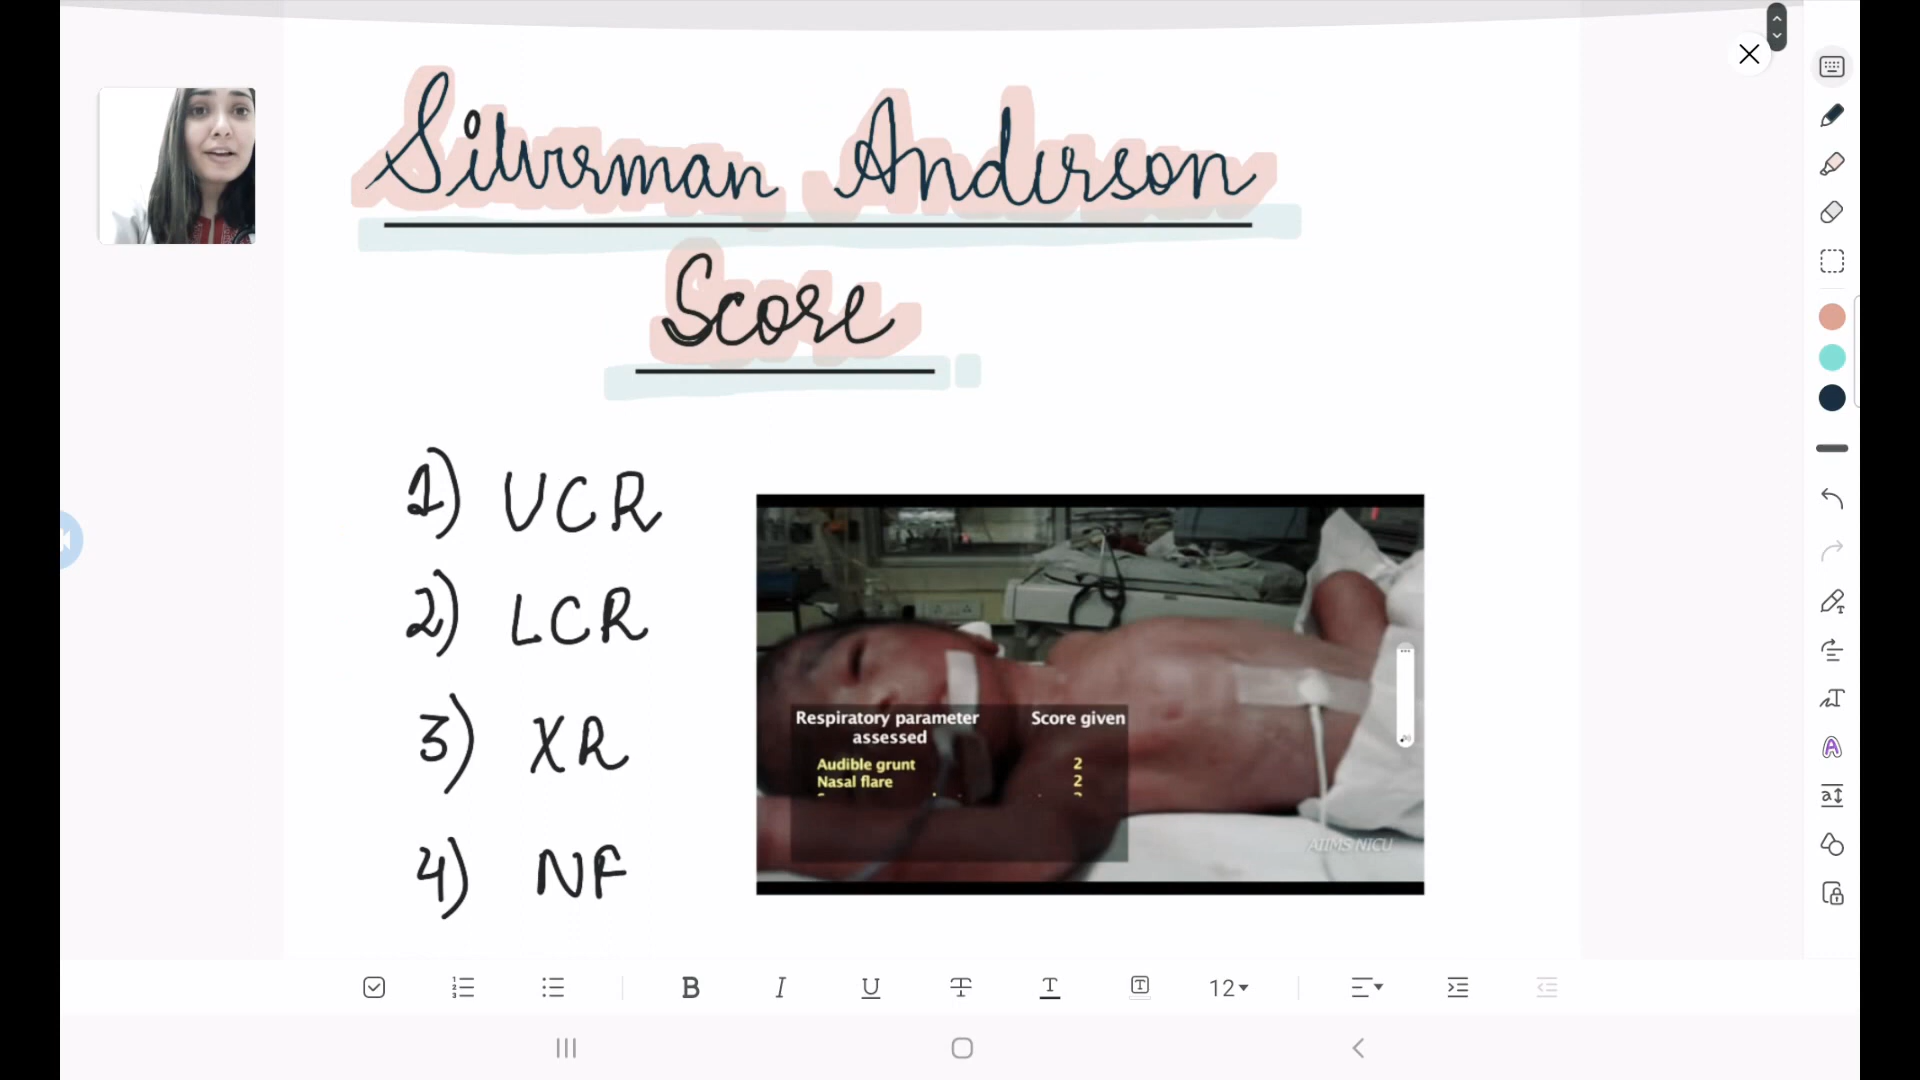 Silverman Anderson
Score
1) UCR
2) LCR
3) XR
4) NF
Respiratory parameter assessed Score given
Audible grunt 2
Nasal flare 2
AIIMS NICU
B I U T T T 12
T
A
a